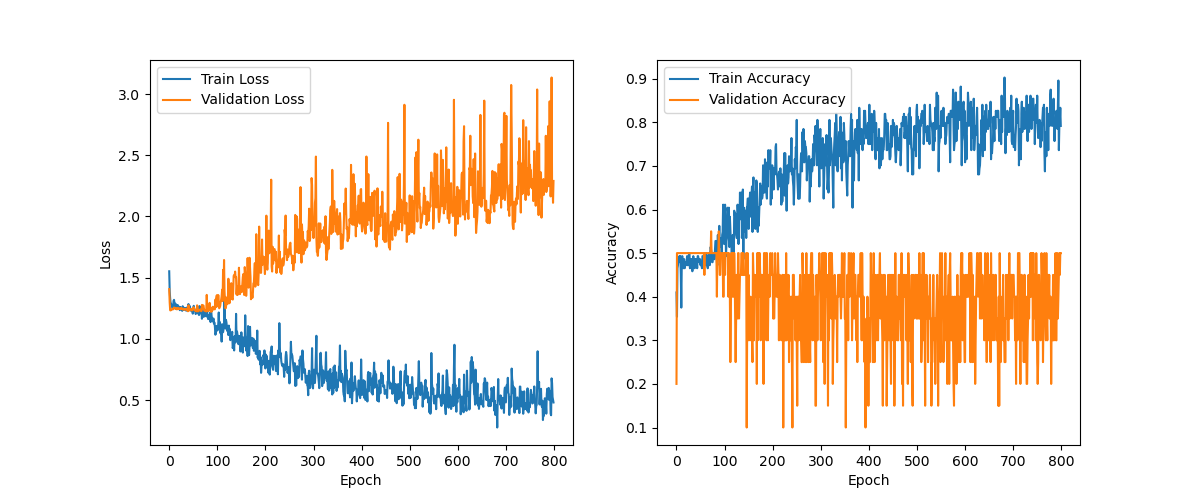 Train Loss
Validation Loss
3.0
2.5
2.0
1.5
1.0
0.5
Loss
0 100 200 300 400 500 600 700 800
Epoch
Train Accuracy
Validation Accuracy
0.9
0.8
0.7
0.6
0.5
0.4
0.3
0.2
0.1
Accuracy
0 100 200 300 400 500 600 700 800
Epoch